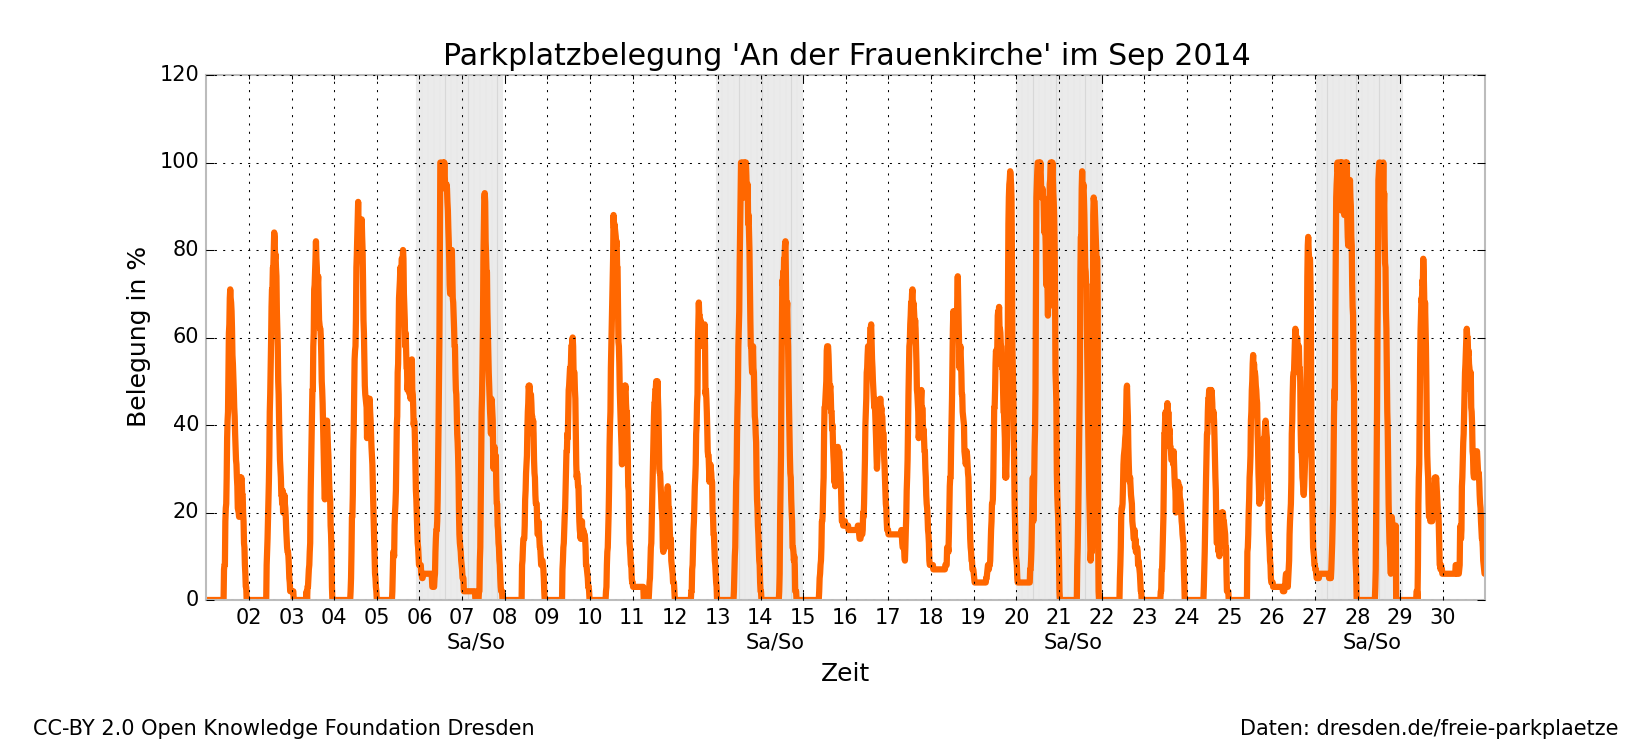 Parkplatzbelegung 'An der Frauenkirche' im Sep 2014
120
100
80
60
40
20
0
Belegung in %
02 03 04 05 06 07 08 09 10 11 12 13 14 15 16 17 18 19 20 21 22 23 24 25 26 27 28 29 30
Sa/So Sa/So Sa/So Sa/So
Zeit
CC-BY 2.0 Open Knowledge Foundation Dresden
Daten: dresden.de/freie-parkplaetze